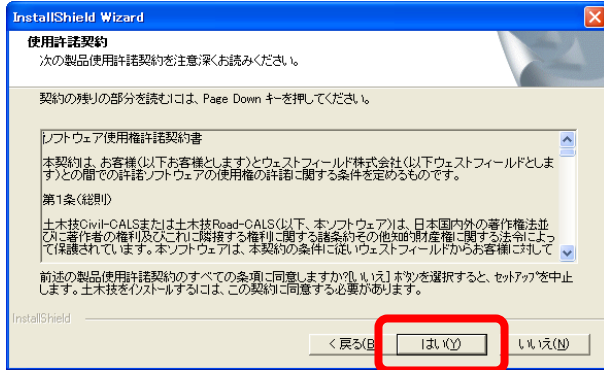 InstallShield Wizard
使用許諾契約
次の製品使用許諾契約を注意深くお読みください。
契約の残りの部分を読むには、Page Down キーを押してください。
ソフトウェア使用権許諾契約書
本契約は、お客様(以下お客様とします)とウェストフィールド株式会社(以下ウェストフィールドとしま
す)との間での許諾ソフトウェアの使用権の許諾に関する条件を定めるものです。
第1条(総則)
土木技Civil-CALSまたは土木技Road-CALS(以下、本ソフトウェア)は、日本国内外の著作権法並
びに著作者の権利及びこれに隣接する権利に関する諸条約その他知的財産権に関する法令によっ
て保護されています。本ソフトウェアは、本契約の条件に従いウェストフィールドからお客様に対して
前述の製品使用許諾契約のすべての条項に同意しますか?[いいえ] ボタンを選択すると、セットアップを中止
します。土木技をインストールするには、この契約に同意する必要があります。
InstallShield
< 戻る(B
はい(Y)
いいえ(N)